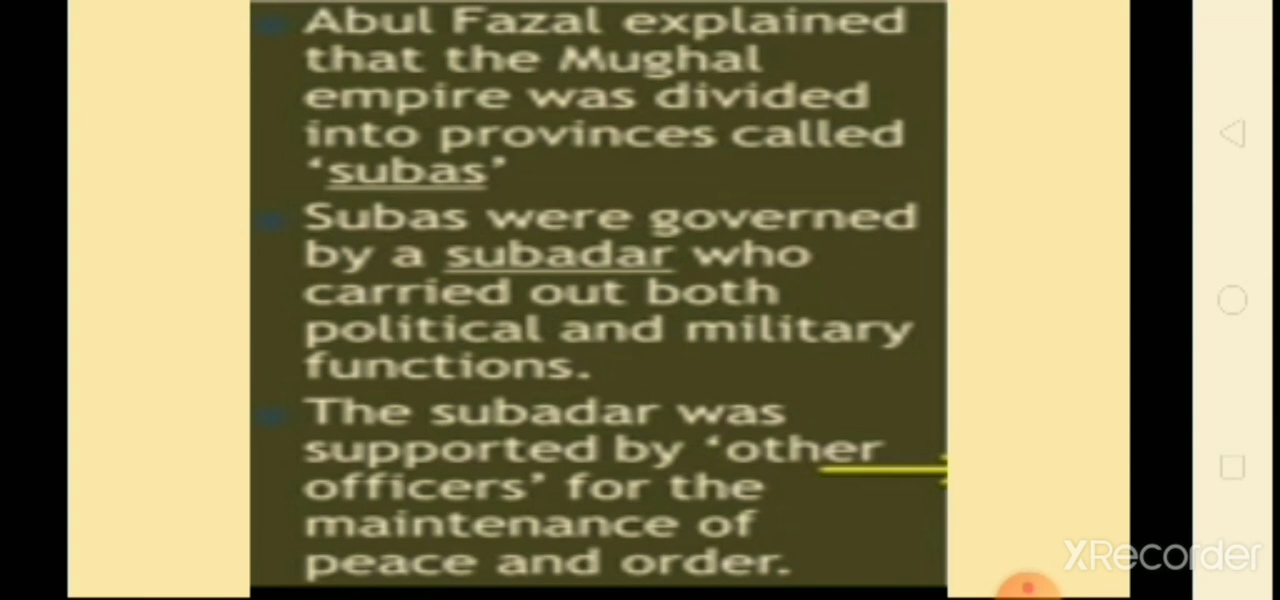 Abul Fazal explained
that the Mughal
empire was divided
into provinces called
‘subas’
Subas were governed
by a subadar who
carried out both
political and military
functions.
The subadar was
supported by ‘other
officers’ for the
maintenance of
peace and order.
XRecorder